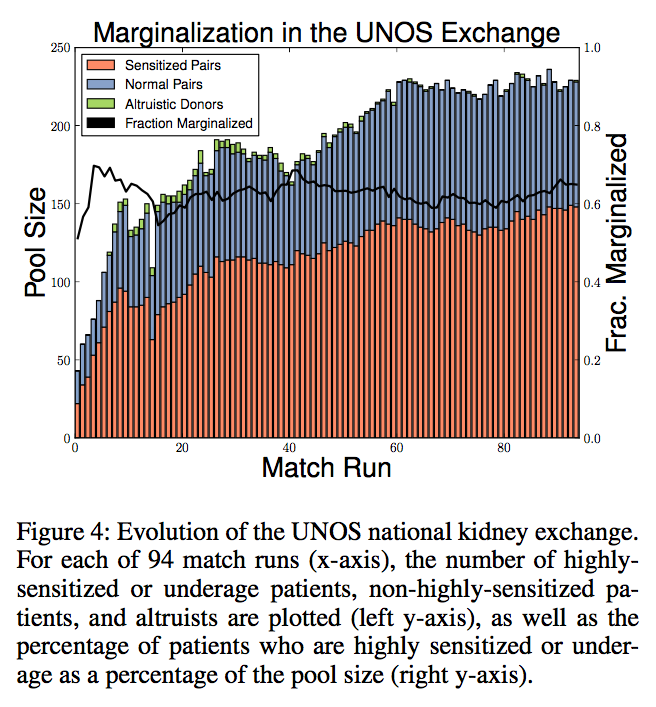 Marginalization in the UNOS Exchange
250
200
150
100
50
0
Pool Size
Sensitized Pairs
Normal Pairs
Altruistic Donors
Fraction Marginalized
1.0
0.8
0.6
0.4
0.2
0.0
Frac. Marginalized
0 20 40 60 80
Match Run
Figure 4: Evolution of the UNOS national kidney exchange.
For each of 94 match runs (x-axis), the number of highly-
sensitized or underage patients, non-highly-sensitized pa-
tients, and altruists are plotted (left y-axis), as well as the
percentage of patients who are highly sensitized or under-
age as a percentage of the pool size (right y-axis).